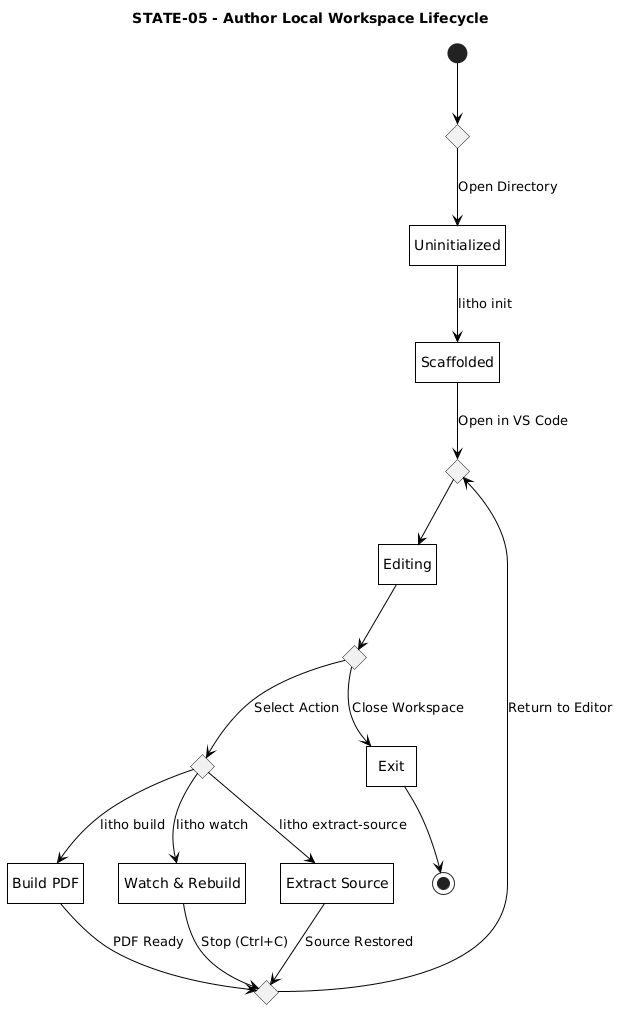 STATE-05 - Author Local Workspace Lifecycle
Open Directory
Uninitialized
litho init
Scaffolded
Open in VS Code
Editing
Select Action
Close Workspace
Return to Editor
Exit
litho build
litho watch
litho extract-source
Build PDF
Watch & Rebuild
Extract Source
PDF Ready
Stop (Ctrl+C)
Source Restored